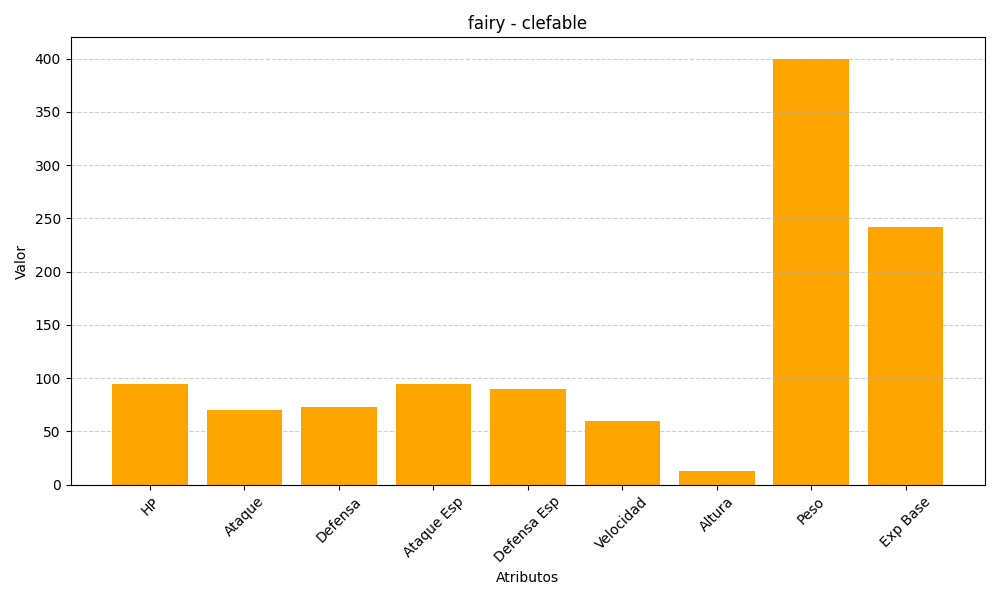 fairy - clefable
Valor
400
350
300
250
200
150
100
50
0
HP
Ataque
Defensa
Ataque Esp
Defensa Esp
Velocidad
Altura
Peso
Exp Base
Atributos